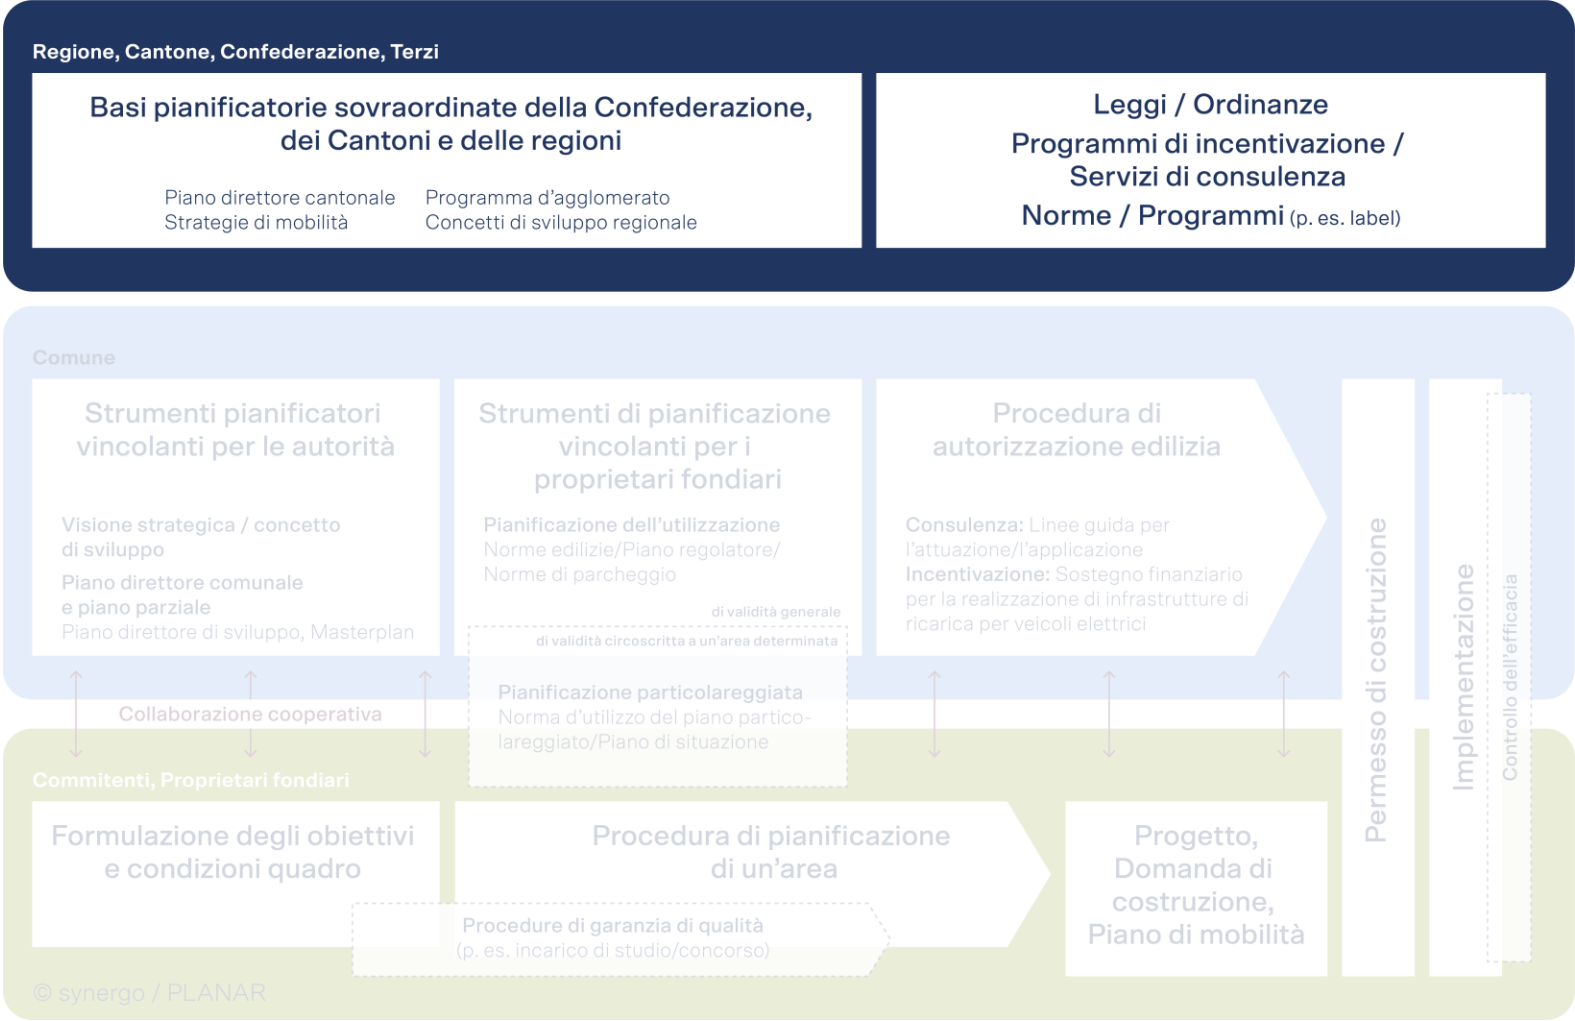 Regione, Cantone, Confederazione, Terzi
Basi pianificatorie sovraordinate della Confederazione,
dei Cantoni e delle regioni
Piano direttore cantonale
Strategie di mobilità
Programma d’agglomerato
Concetti di sviluppo regionale
Leggi / Ordinanze
Programmi di incentivazione /
Servizi di consulenza
Norme / Programmi (p. es. label)
Comune
Strumenti pianificatori
vincolanti per le autorità
Visione strategica / concetto
di sviluppo
Piano direttore comunale
e piano parziale
Piano direttore di sviluppo, Masterplan
Strumenti di pianificazione
vincolanti per i
proprietari fondiari
Pianificazione dell’utilizzazione
Norme edilizie/Piano regolatore/
Norme di parcheggio
di validità generale
di validità circoscritta a un’area determinata
Pianificazione particolareggiata
Norma d’utilizzo del piano partico-
lareggiato/Piano di situazione
Procedura di
autorizzazione edilizia
Consulenza: Linee guida per
l’attuazione/l’applicazione
Incentivazione: Sostegno finanziario
per la realizzazione di infrastrutture di
ricarica per veicoli elettrici
Permesso di costruzione
Implementazione
Controllo dell’efficacia
Collaborazione cooperativa
Commitenti, Proprietari fondiari
Formulazione degli obiettivi
e condizioni quadro
Procedura di pianificazione
di un’area
Procedure di garanzia di qualità
(p. es. incarico di studio/concorso)
Progetto,
Domanda di
costruzione,
Piano di mobilità
© synergo / PLANAR